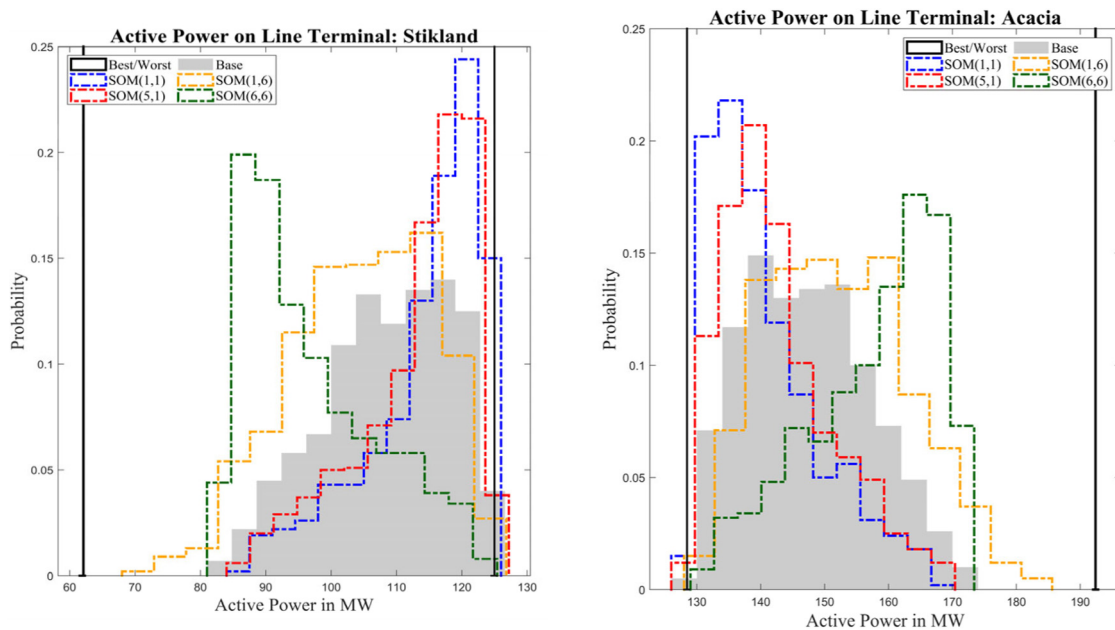 Active Power on Line Terminal: Stikland
0.25
0.2
0.15
0.1
0.05
0
Probability
Best/Worst Base
SOM(1,1) SOM(1,6)
SOM(5,1) SOM(6,6)
60 70 80 90 100 110 120 130
Active Power in MW
Active Power on Line Terminal: Acacia
0.25
0.2
0.15
0.1
0.05
0
Probability
Best/Worst Base
SOM(1,1) SOM(1,6)
SOM(5,1) SOM(6,6)
130 140 150 160 170 180 190
Active Power in MW